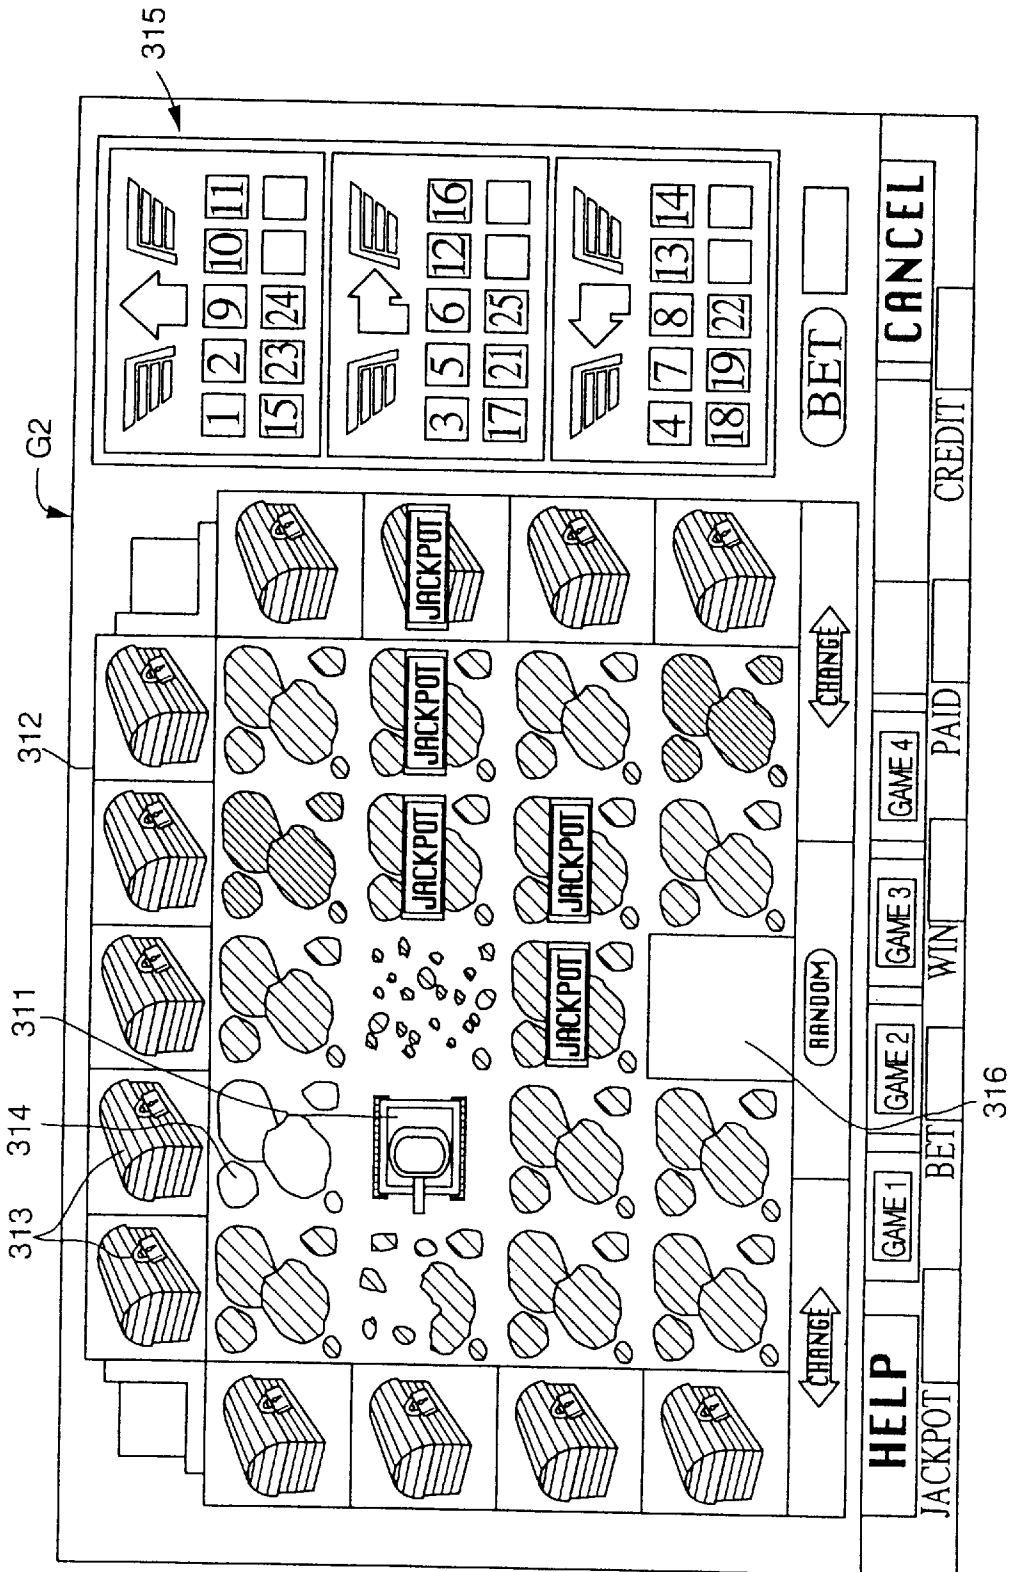 G2
315
312
311
314
313
1 2 9 10 11
15 23 24
3 5 6 12 16
17 21 25
4 7 8 13 14
18 19 22
BET
JACKPOT
JACKPOT
JACKPOT
JACKPOT
JACKPOT
CHANGE
RANDOM
CHANGE
316
HELP
GAME 1
GAME 2
GAME 3
GAME 4
CANCEL
JACKPOT
BET
WIN
PAID
CREDIT